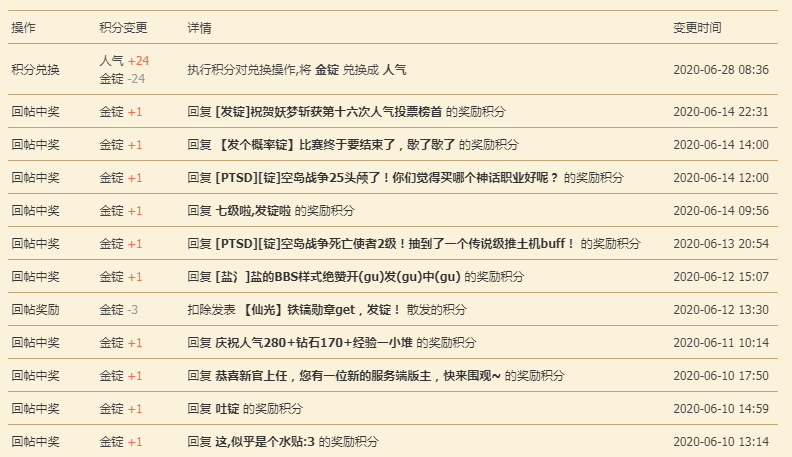 操作 积分变更 详情 变更时间
积分兑换 人气 +24 金锭 -24 执行积分对兑换操作,将 金锭 兑换成 人气 2020-06-28 08:36
回帖中奖 金锭 +1 回复 [发锭]祝贺妖梦斩获第十六次人气投票榜首 的奖励积分 2020-06-14 22:31
回帖中奖 金锭 +1 回复 【发个概率锭】比赛终于要结束了，歇了歇了 的奖励积分 2020-06-14 14:00
回帖中奖 金锭 +1 回复 [PTSD][锭]空岛战争25头颅了！你们觉得买哪个神话职业好呢？ 的奖励积分 2020-06-14 12:00
回帖中奖 金锭 +1 回复 七级啦,发锭啦 的奖励积分 2020-06-14 09:56
回帖中奖 金锭 +1 回复 [PTSD][锭]空岛战争死亡使者2级！抽到了一个传说级推土机buff！ 的奖励积分 2020-06-13 20:54
回帖中奖 金锭 +1 回复 [盐氵]盐的BBS样式绝赞开(gu)发(gu)中(gu) 的奖励积分 2020-06-12 15:07
回帖奖励 金锭 -3 扣除发表 【仙光】铁镐勋章get，发锭！ 散发的积分 2020-06-12 13:30
回帖中奖 金锭 +1 回复 庆祝人气280+钻石170+经验一小堆 的奖励积分 2020-06-11 10:14
回帖中奖 金锭 +1 回复 恭喜新官上任，您有一位新的服务端版主，快来围观~ 的奖励积分 2020-06-10 17:50
回帖中奖 金锭 +1 回复 吐锭 的奖励积分 2020-06-10 14:59
回帖中奖 金锭 +1 回复 这,似乎是个水贴:3 的奖励积分 2020-06-10 13:14